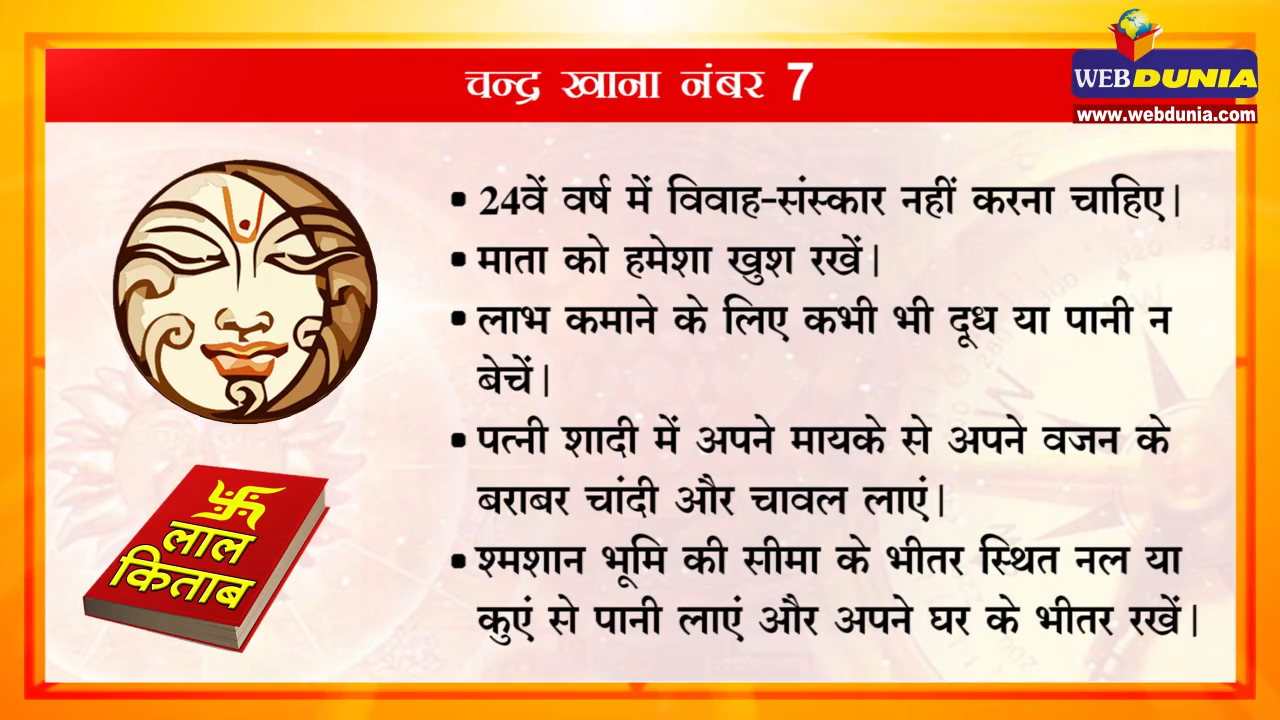 चन्द्र खाना नंबर 7
WEBDUNIA
www.webdunia.com
• 24वें वर्ष में विवाह-संस्कार नहीं करना चाहिए।
• माता को हमेशा खुश रखें।
• लाभ कमाने के लिए कभी भी दूध या पानी न
बेचें।
• पत्नी शादी में अपने मायके से अपने वजन के
बराबर चांदी और चावल लाएं।
• श्मशान भूमि की सीमा के भीतर स्थित नल या
कुएं से पानी लाएं और अपने घर के भीतर रखें।
लाल
किताब